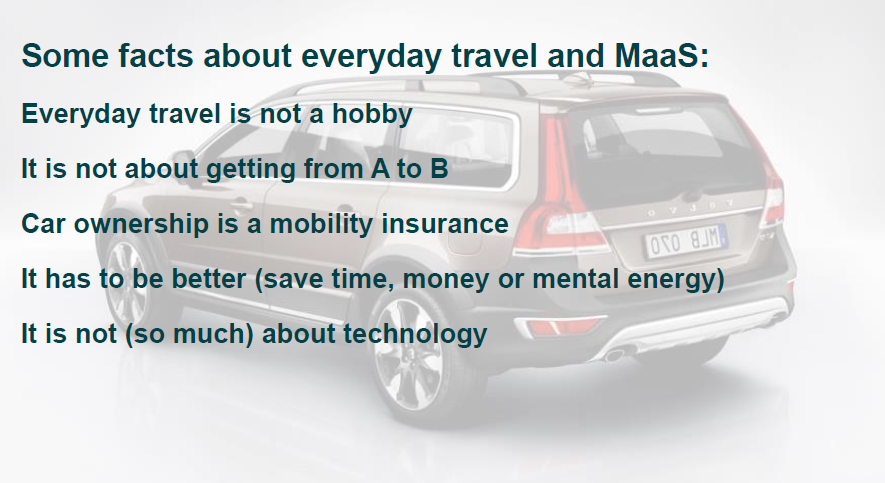 Some facts about everyday travel and MaaS:
Everyday travel is not a hobby
It is not about getting from A to B
Car ownership is a mobility insurance
It has to be better (save time, money or mental energy)
It is not (so much) about technology
VOLVO
MLB 070